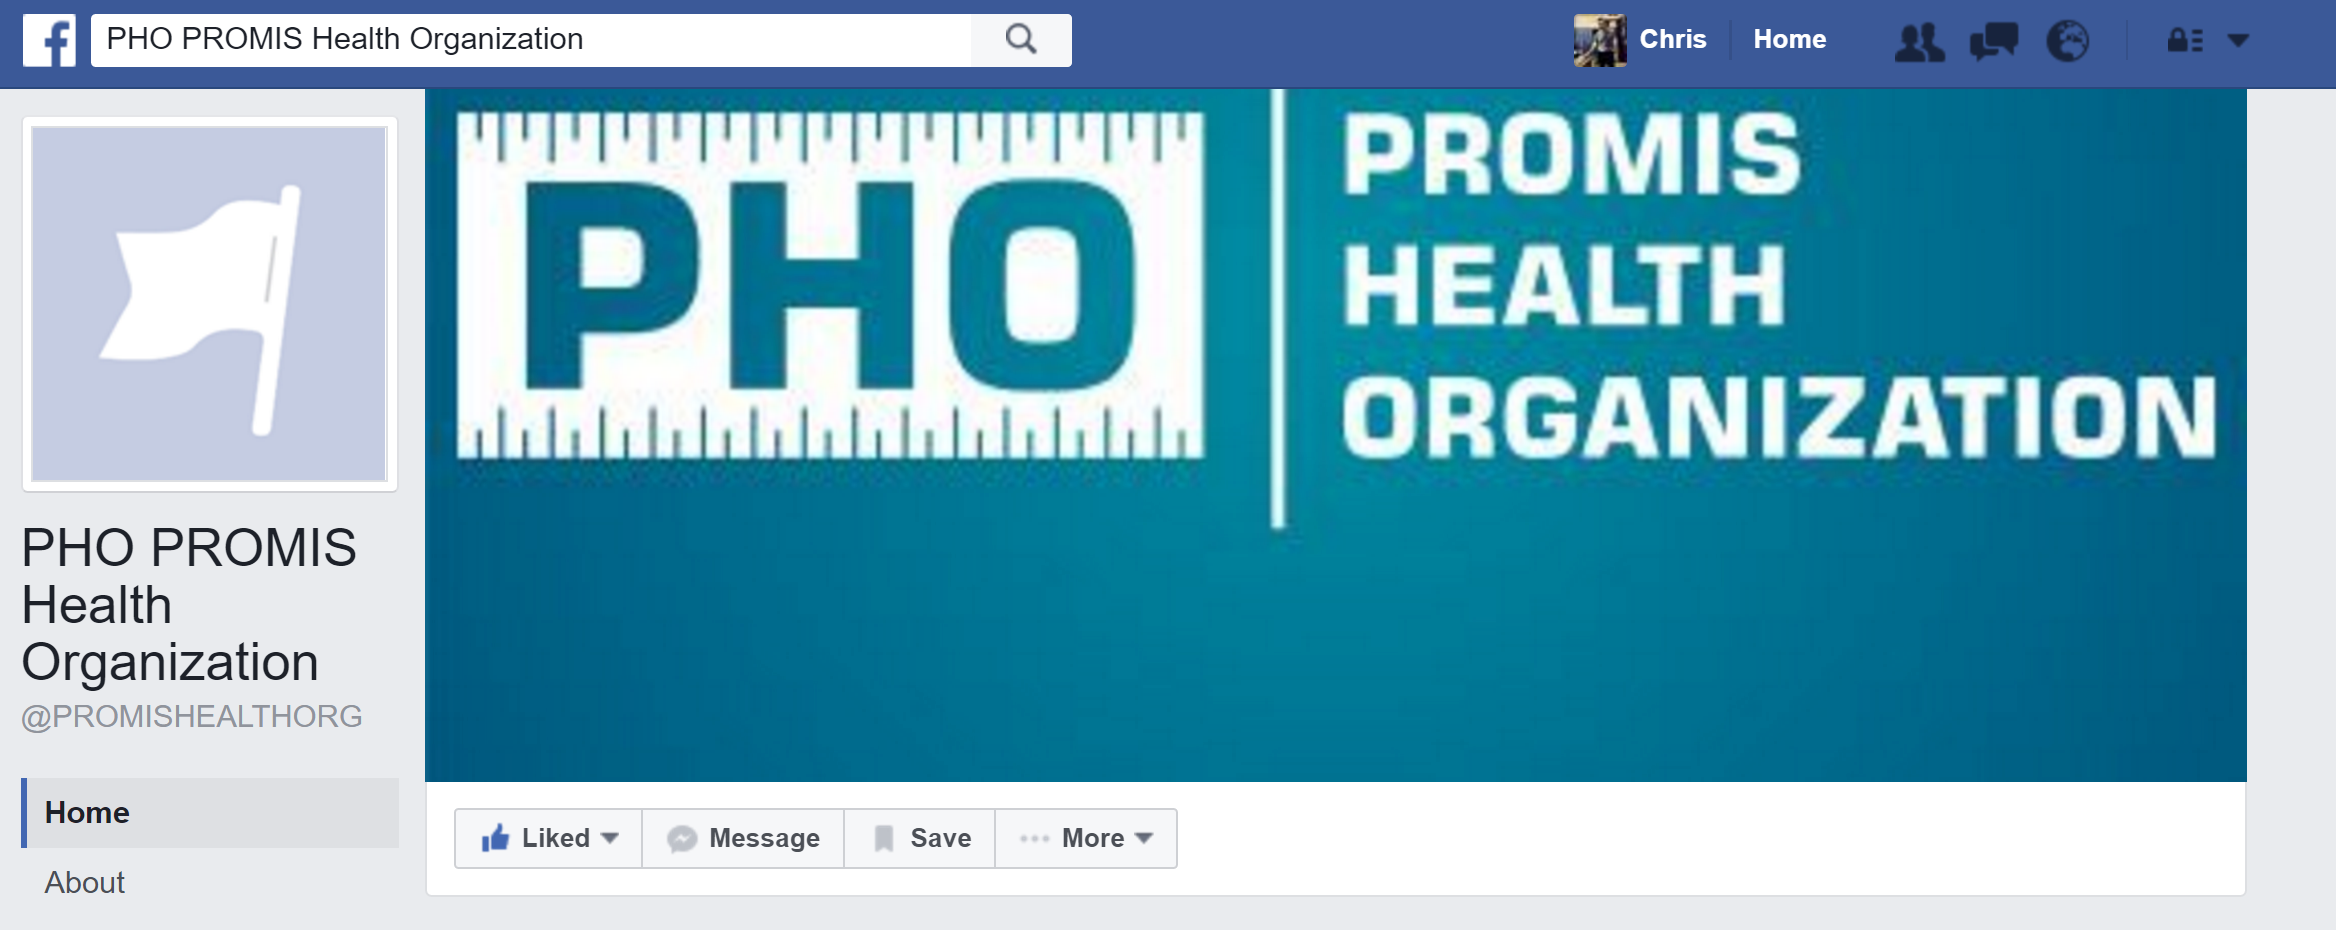 PHO PROMIS Health Organization
Chris
Home
PHO
PROMIS
HEALTH
ORGANIZATION
PHO PROMIS
Health
Organization
@PROMISHEALTHORG
Home
About
Liked
Message
Save
More